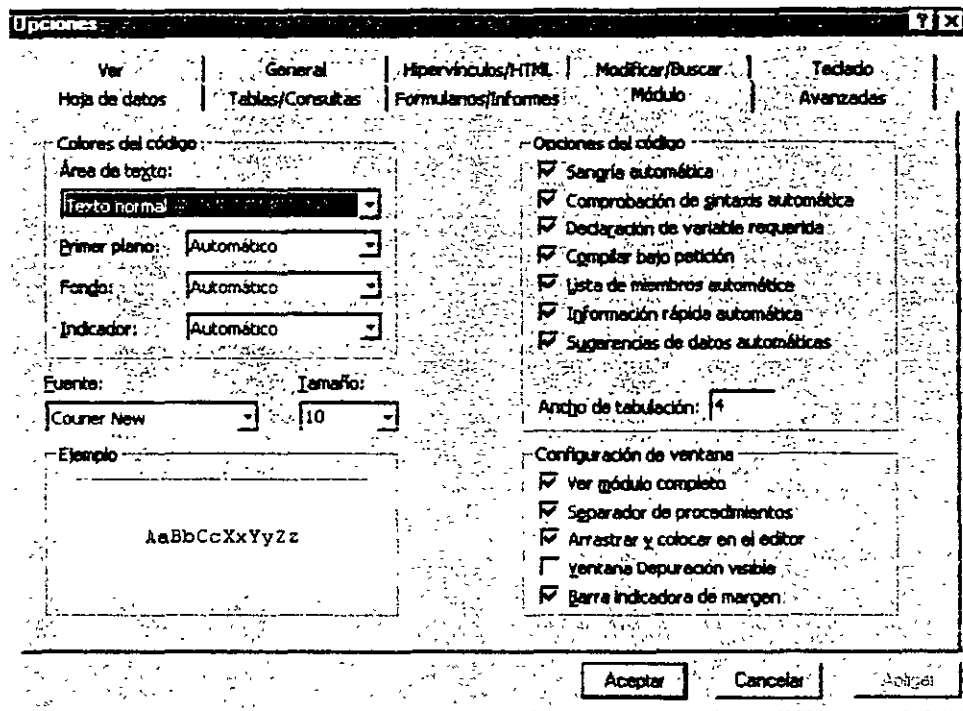 Opciones
Ver General Hipervínculos/HTML Modificar/Buscar Teclado
Hoja de datos Tablas/Consultas Formularios/Informes Módulo Avanzadas
Colores del código
Área de texto:
Texto normal
Primer plano: Automático
Fondo: Automático
Indicador: Automático
Fuente: Tamaño:
Courier New 10
Ejemplo
AaBbCcXxYyZz
Opciones del código
Sangría automática
Comprobación de sintaxis automática
Declaración de variable requerida
Compilar bajo petición
Lista de miembros automática
Información rápida automática
Sugerencias de datos automáticas
Ancho de tabulación: 4
Configuración de ventana
Ver módulo completo
Separador de procedimientos
Arrastrar y colocar en el editor
Ventana Depuración visible
Barra indicadora de margen
Aceptar Cancelar Aplicar